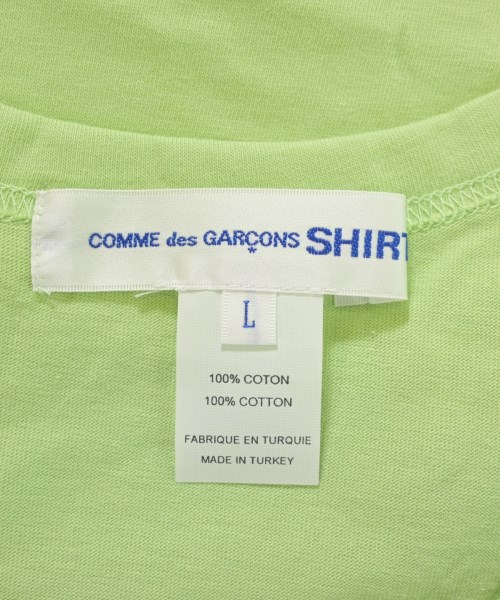 COMME des GARÇONS SHIRT
L
100% COTON
100% COTTON
FABRIQUE EN TURQUIE
MADE IN TURKEY